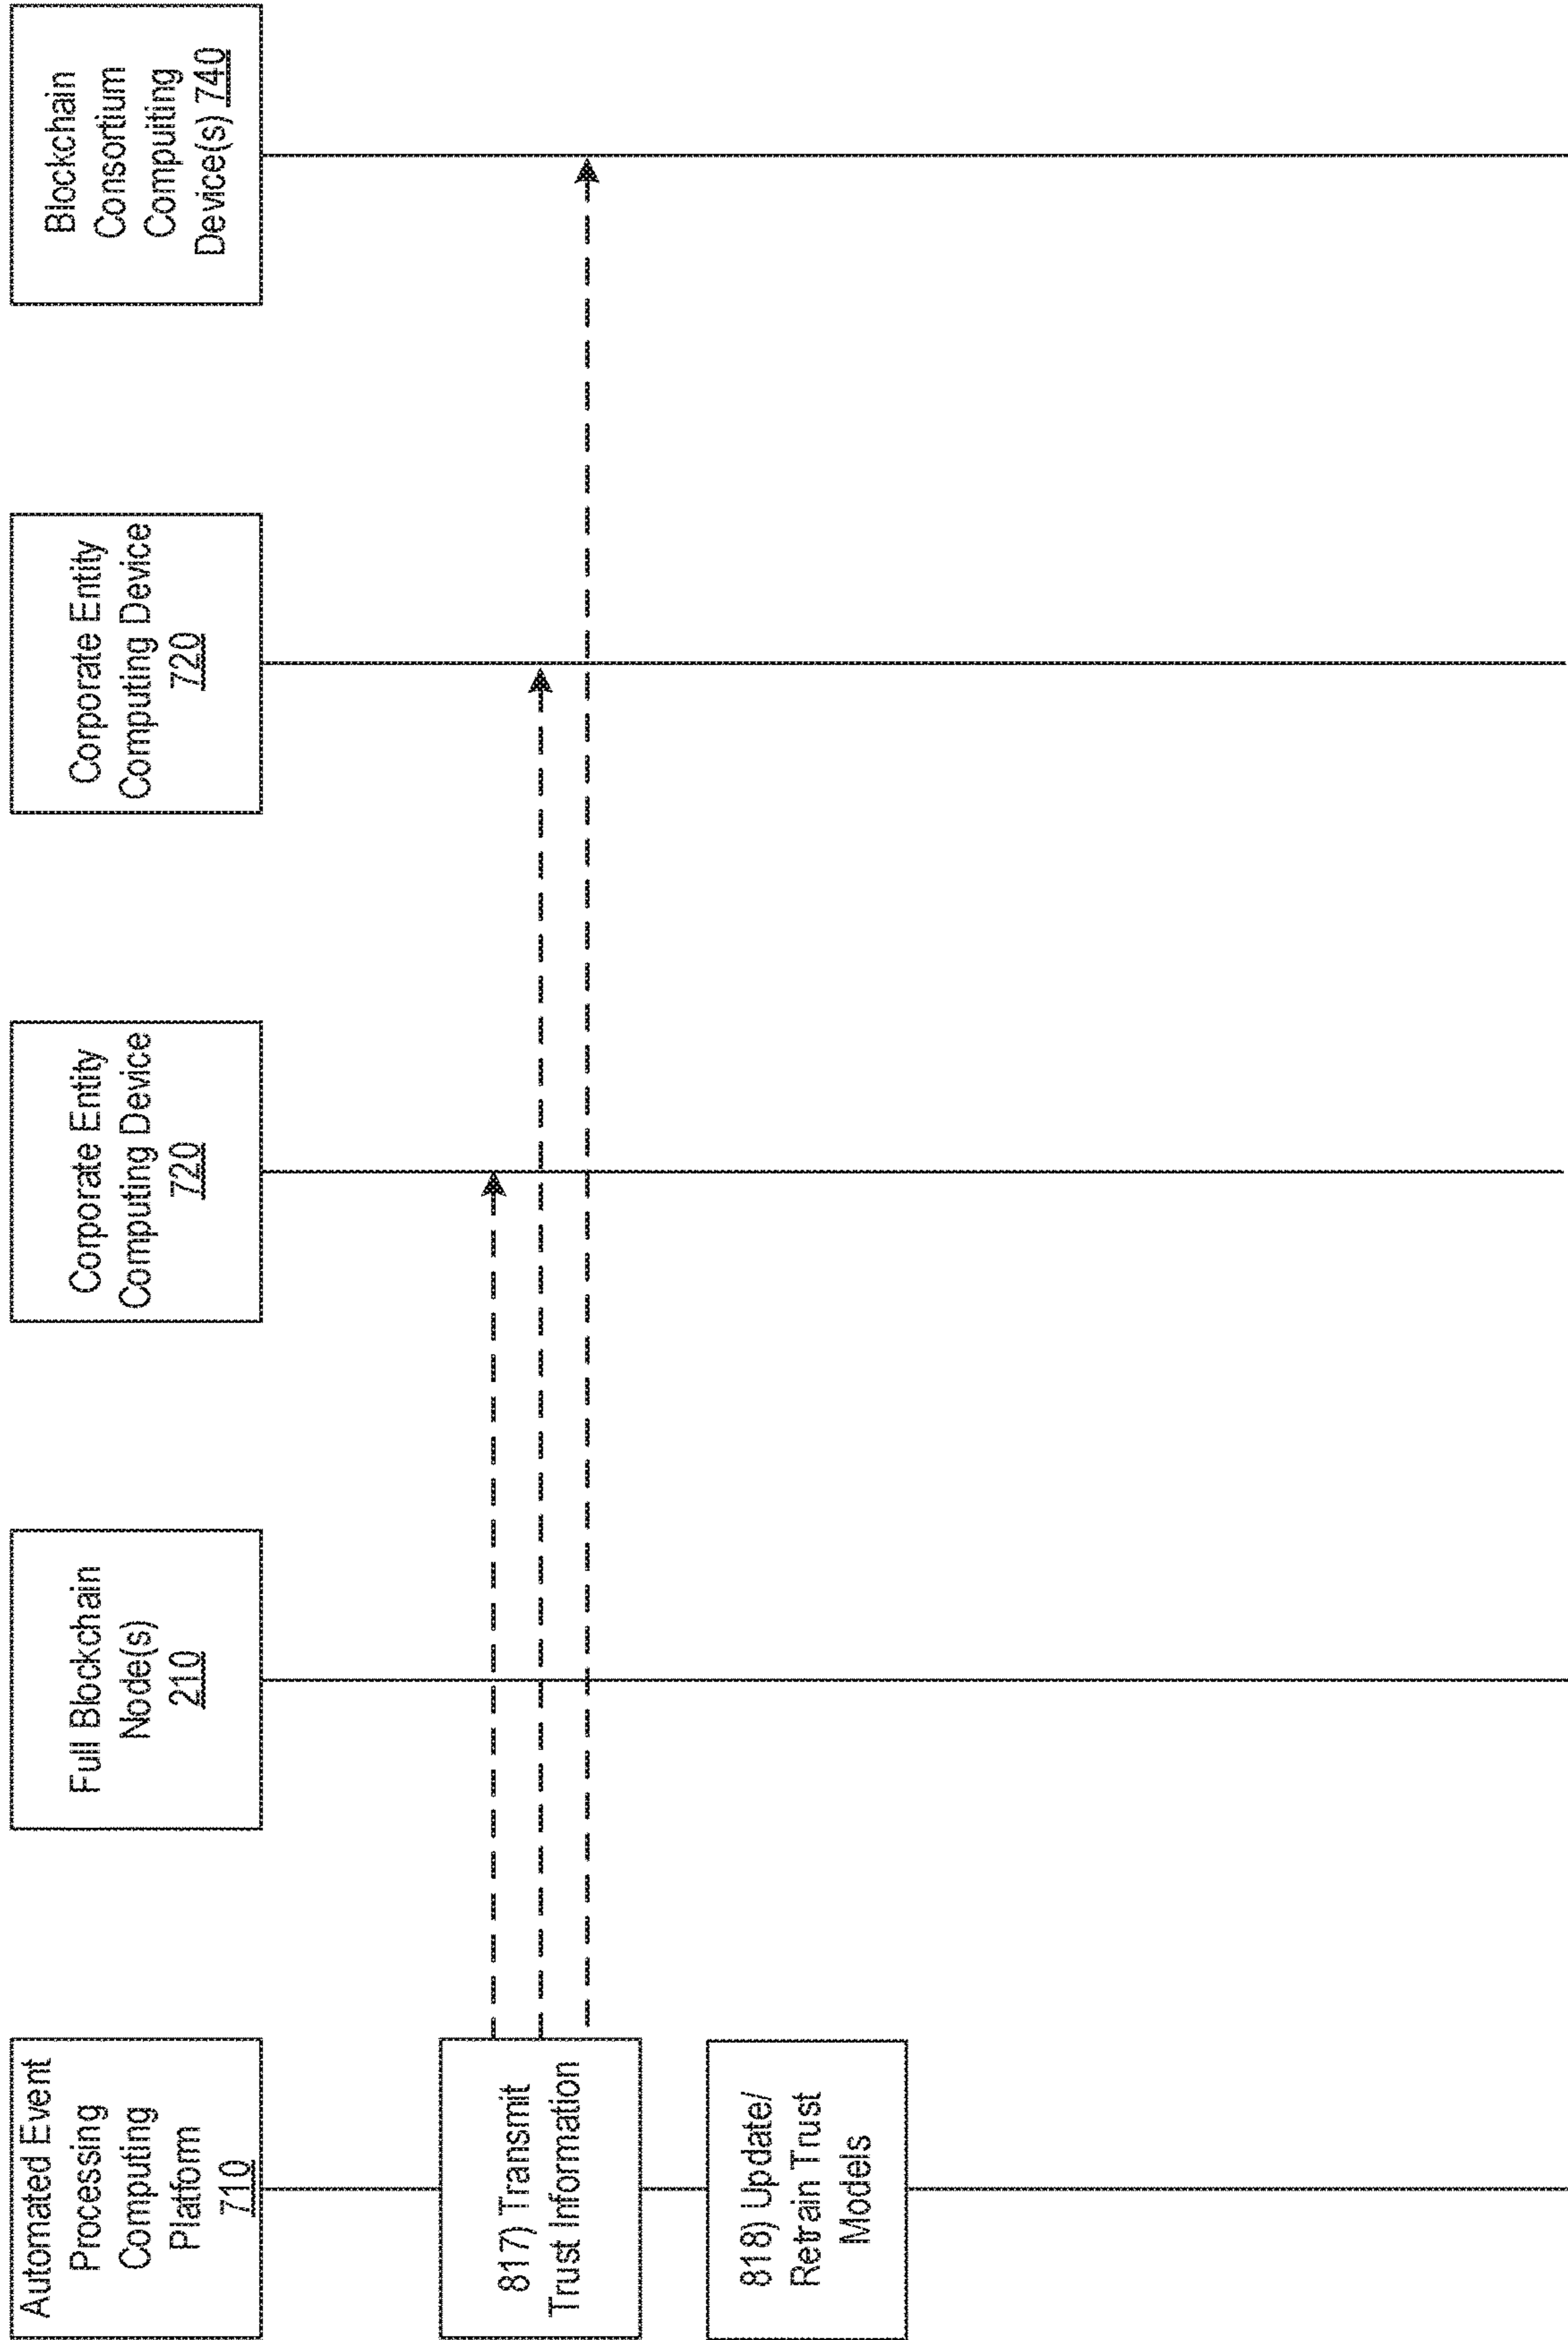 Automated Event
Processing
Computing
Platform
710
Full Blockchain
Node(s)
210
Corporate Entity
Computing Device
720
Corporate Entity
Computing Device
720
Blockchain
Consortium
Compuiting
Device(s) 740
817) Transmit
Trust Information
818) Update/
Retrain Trust
Models